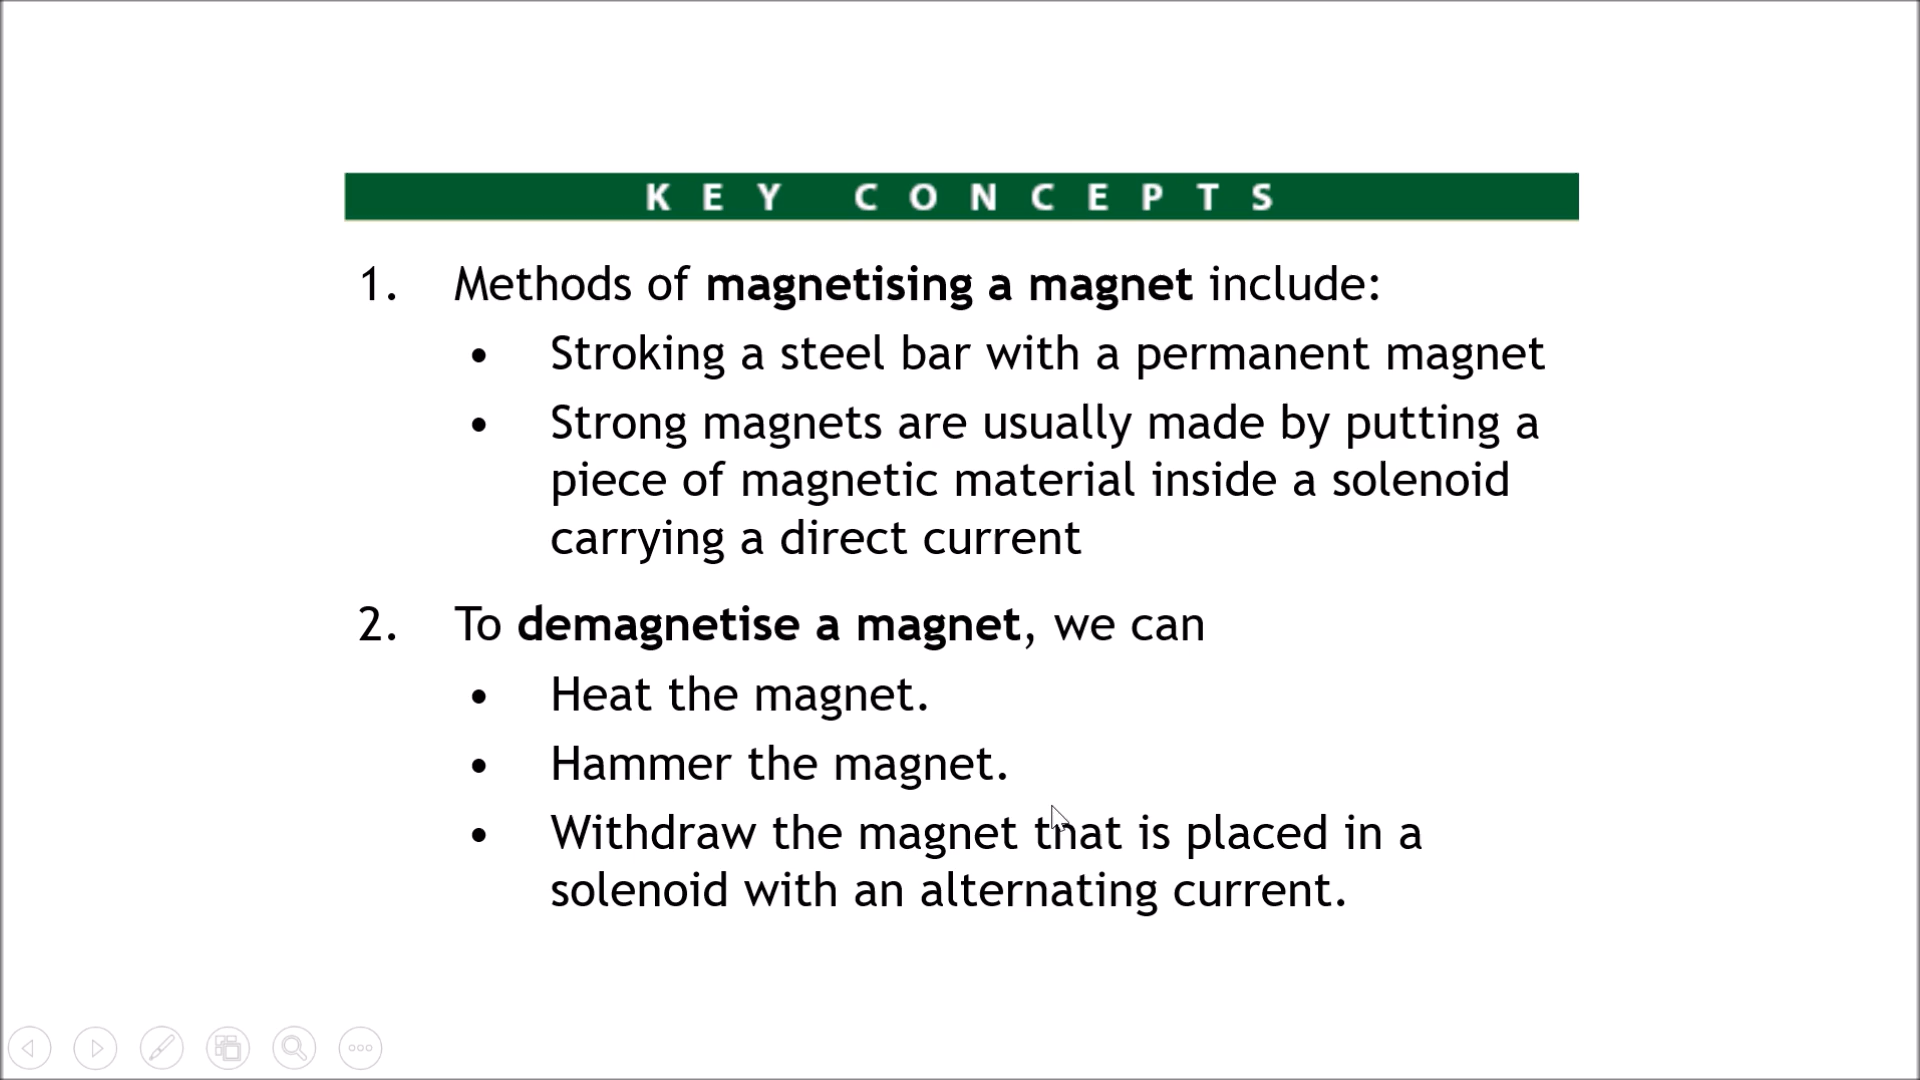 KEY CONCEPTS
1. Methods of magnetising a magnet include:
• Stroking a steel bar with a permanent magnet
• Strong magnets are usually made by putting a
piece of magnetic material inside a solenoid
carrying a direct current
2. To demagnetise a magnet, we can
• Heat the magnet.
• Hammer the magnet.
• Withdraw the magnet that is placed in a
solenoid with an alternating current.